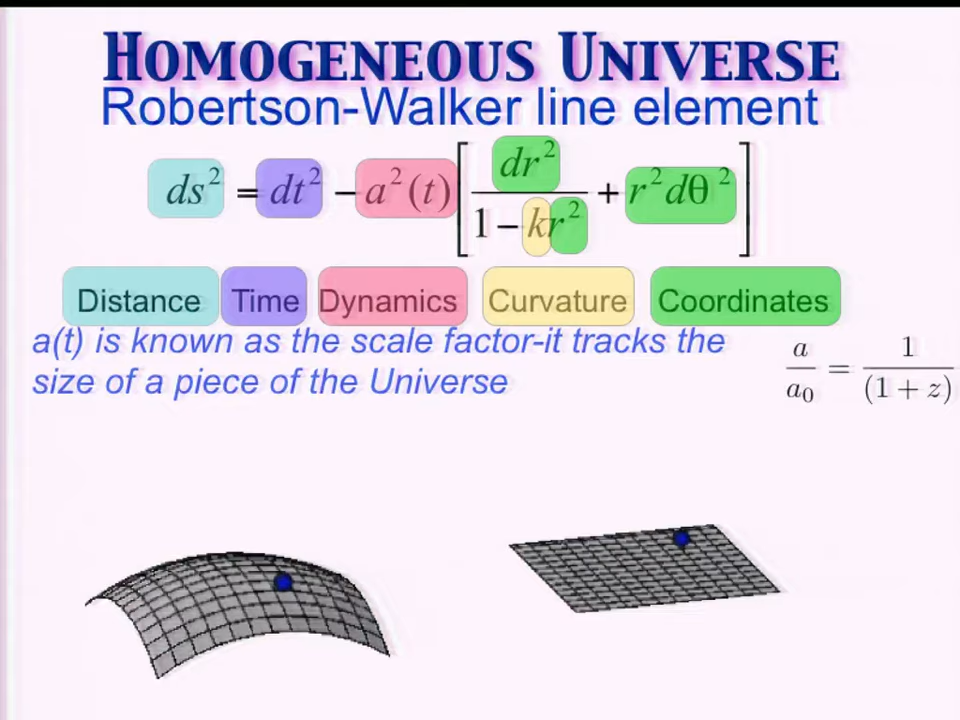 HOMOGENEOUS UNIVERSE
Robertson-Walker line element
ds² = dt² − a²(t) [ dr² / (1 − kr²) + r²dθ² ]
Distance Time Dynamics Curvature Coordinates
a(t) is known as the scale factor-it tracks the
size of a piece of the Universe
a / a₀ = 1 / (1 + z)